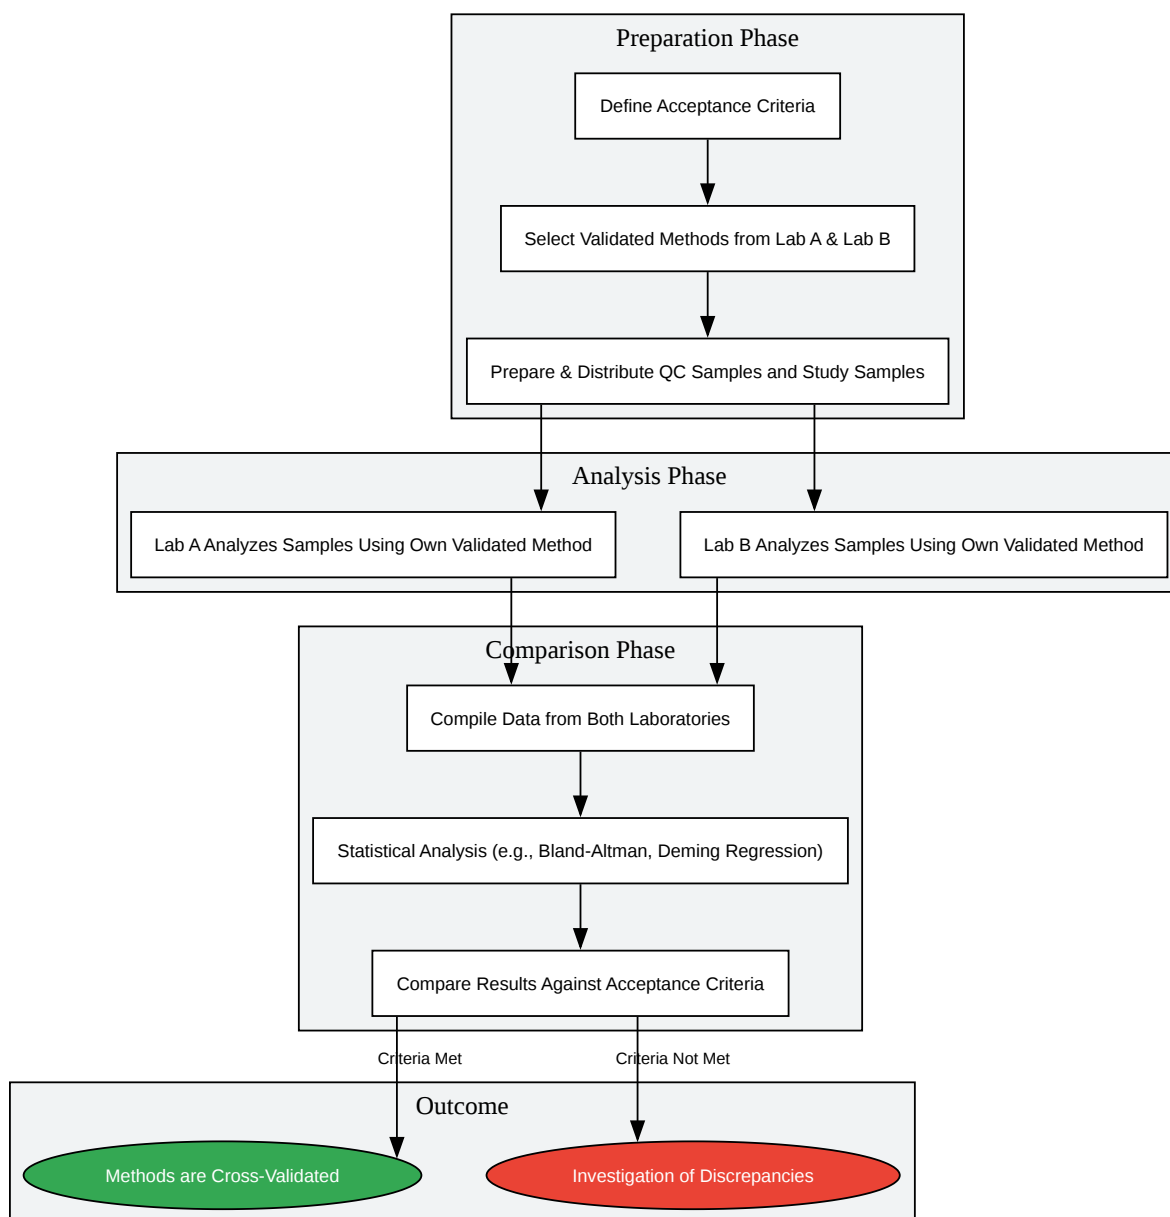 Preparation Phase
Define Acceptance Criteria
Select Validated Methods from Lab A & Lab B
Prepare & Distribute QC Samples and Study Samples
Analysis Phase
Lab A Analyzes Samples Using Own Validated Method
Lab B Analyzes Samples Using Own Validated Method
Comparison Phase
Compile Data from Both Laboratories
Statistical Analysis (e.g., Bland-Altman, Deming Regression)
Compare Results Against Acceptance Criteria
Criteria Met
Criteria Not Met
Outcome
Methods are Cross-Validated
Investigation of Discrepancies